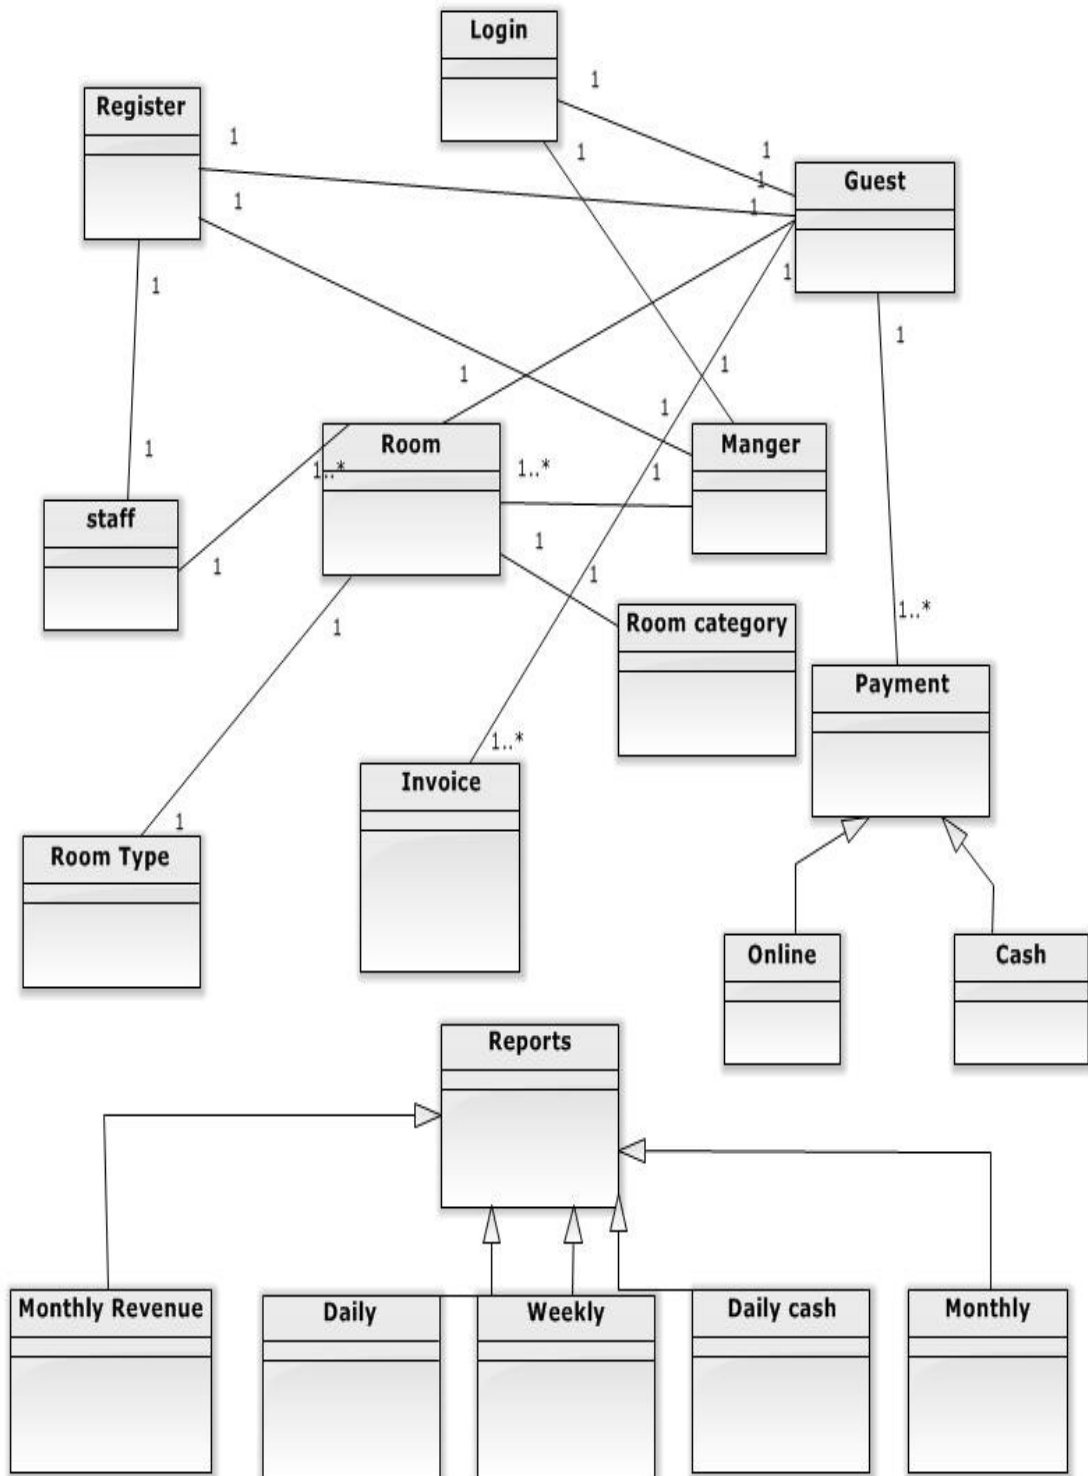 Login
1
Register
1
1
1
1
Guest
1
1
1
1
1
1
1
1
1
Room
Manger
1
1..*
1..*
1
staff
1
1
1
Room category
1..*
1
Payment
1..*
Invoice
1
Room Type
Online
Cash
Reports
Monthly Revenue
Daily
Weekly
Daily cash
Monthly